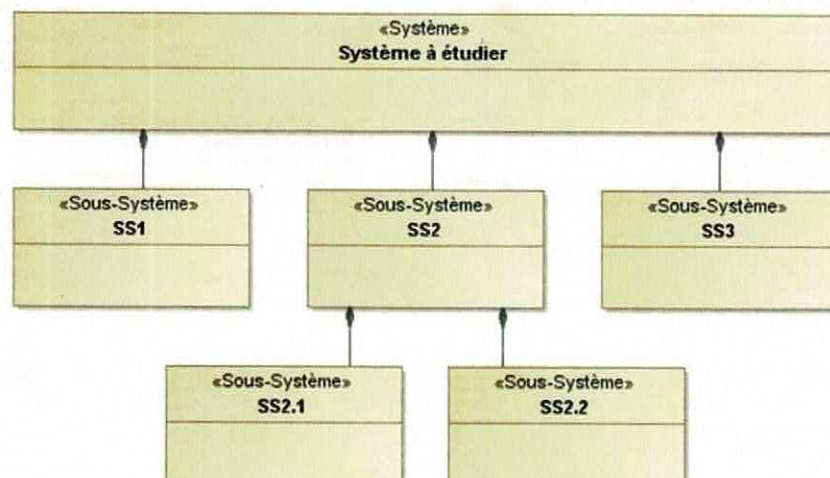 «Système»
Système à étudier
«Sous-Système»
SS1
«Sous-Système»
SS2
«Sous-Système»
SS3
«Sous-Système»
SS2.1
«Sous-Système»
SS2.2